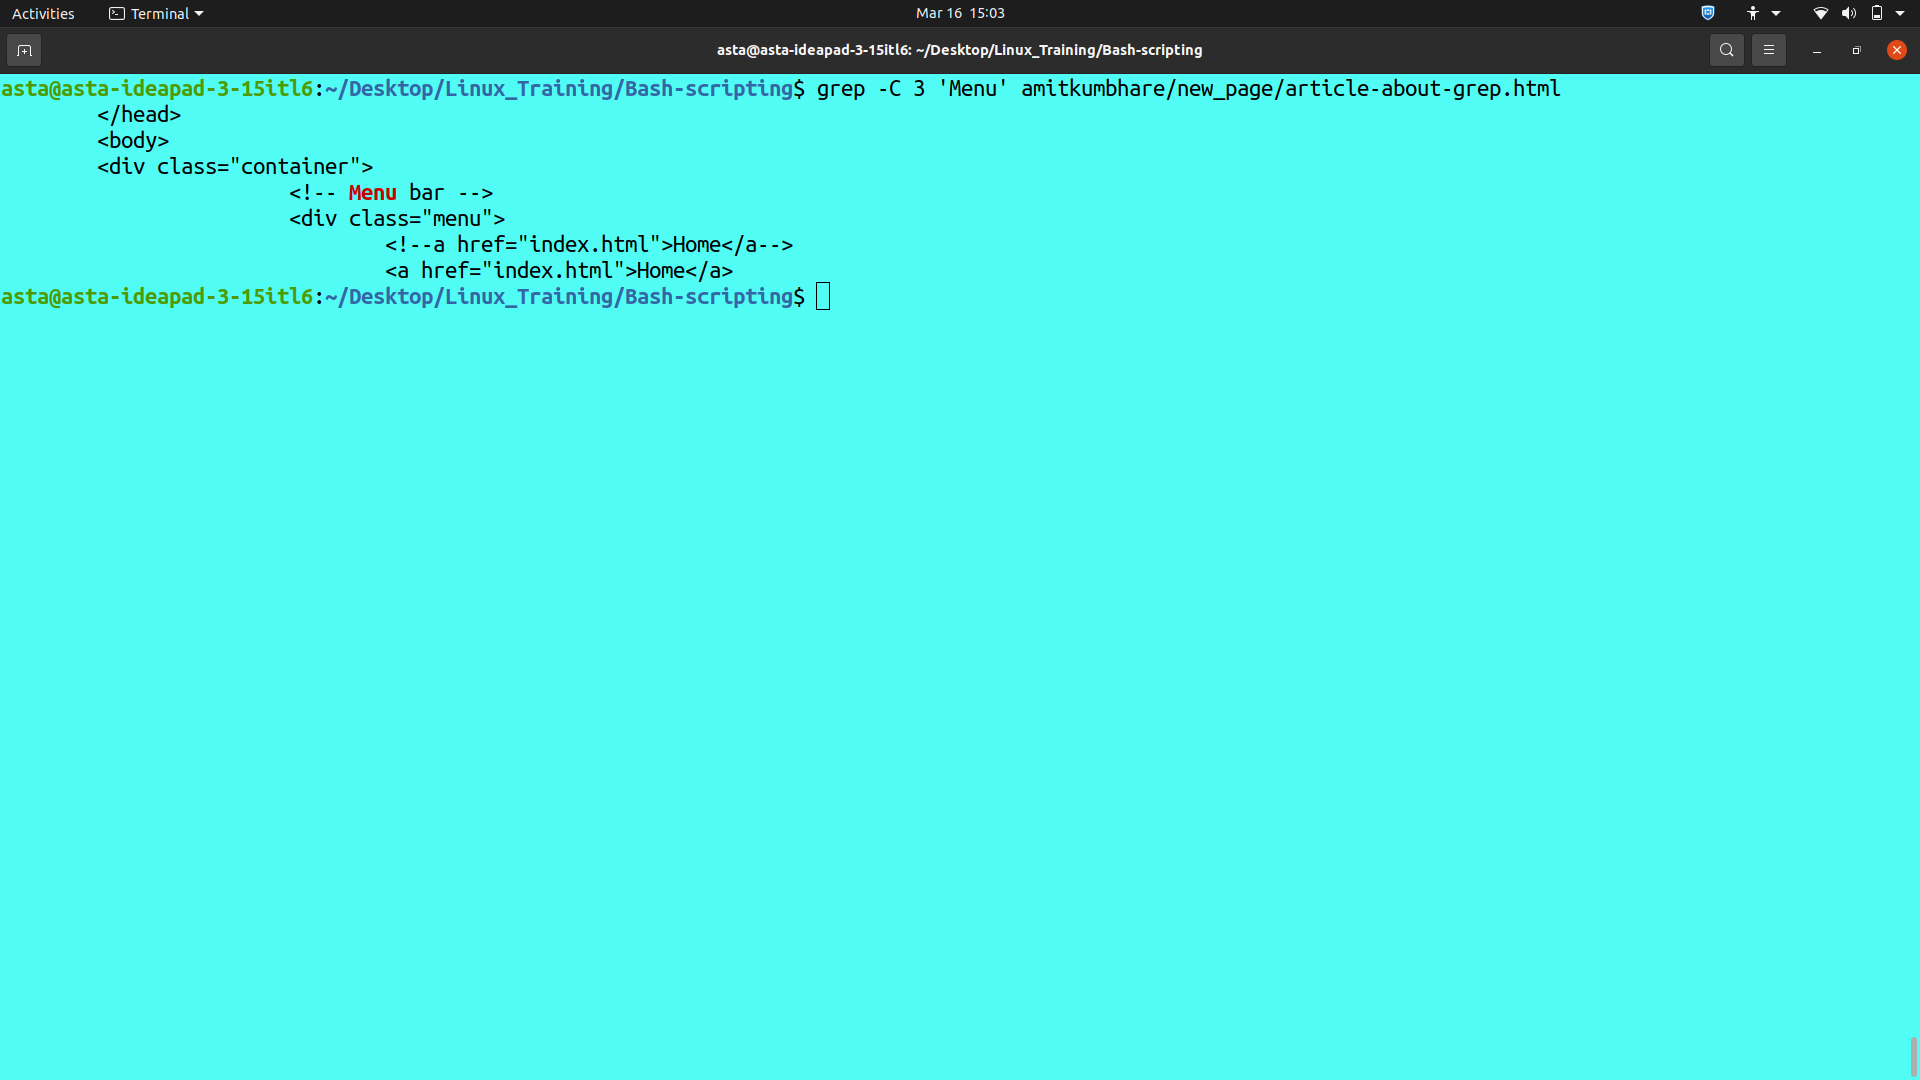 Activities Terminal Mar 16 15:03
asta@asta-ideapad-3-15itl6: ~/Desktop/Linux_Training/Bash-scripting
asta@asta-ideapad-3-15itl6:~/Desktop/Linux_Training/Bash-scripting$ grep -C 3 'Menu' amitkumbhare/new_page/article-about-grep.html
</head>
<body>
<div class="container">
<!-- Menu bar -->
<div class="menu">
<!--a href="index.html">Home</a-->
<a href="index.html">Home</a>
asta@asta-ideapad-3-15itl6:~/Desktop/Linux_Training/Bash-scripting$